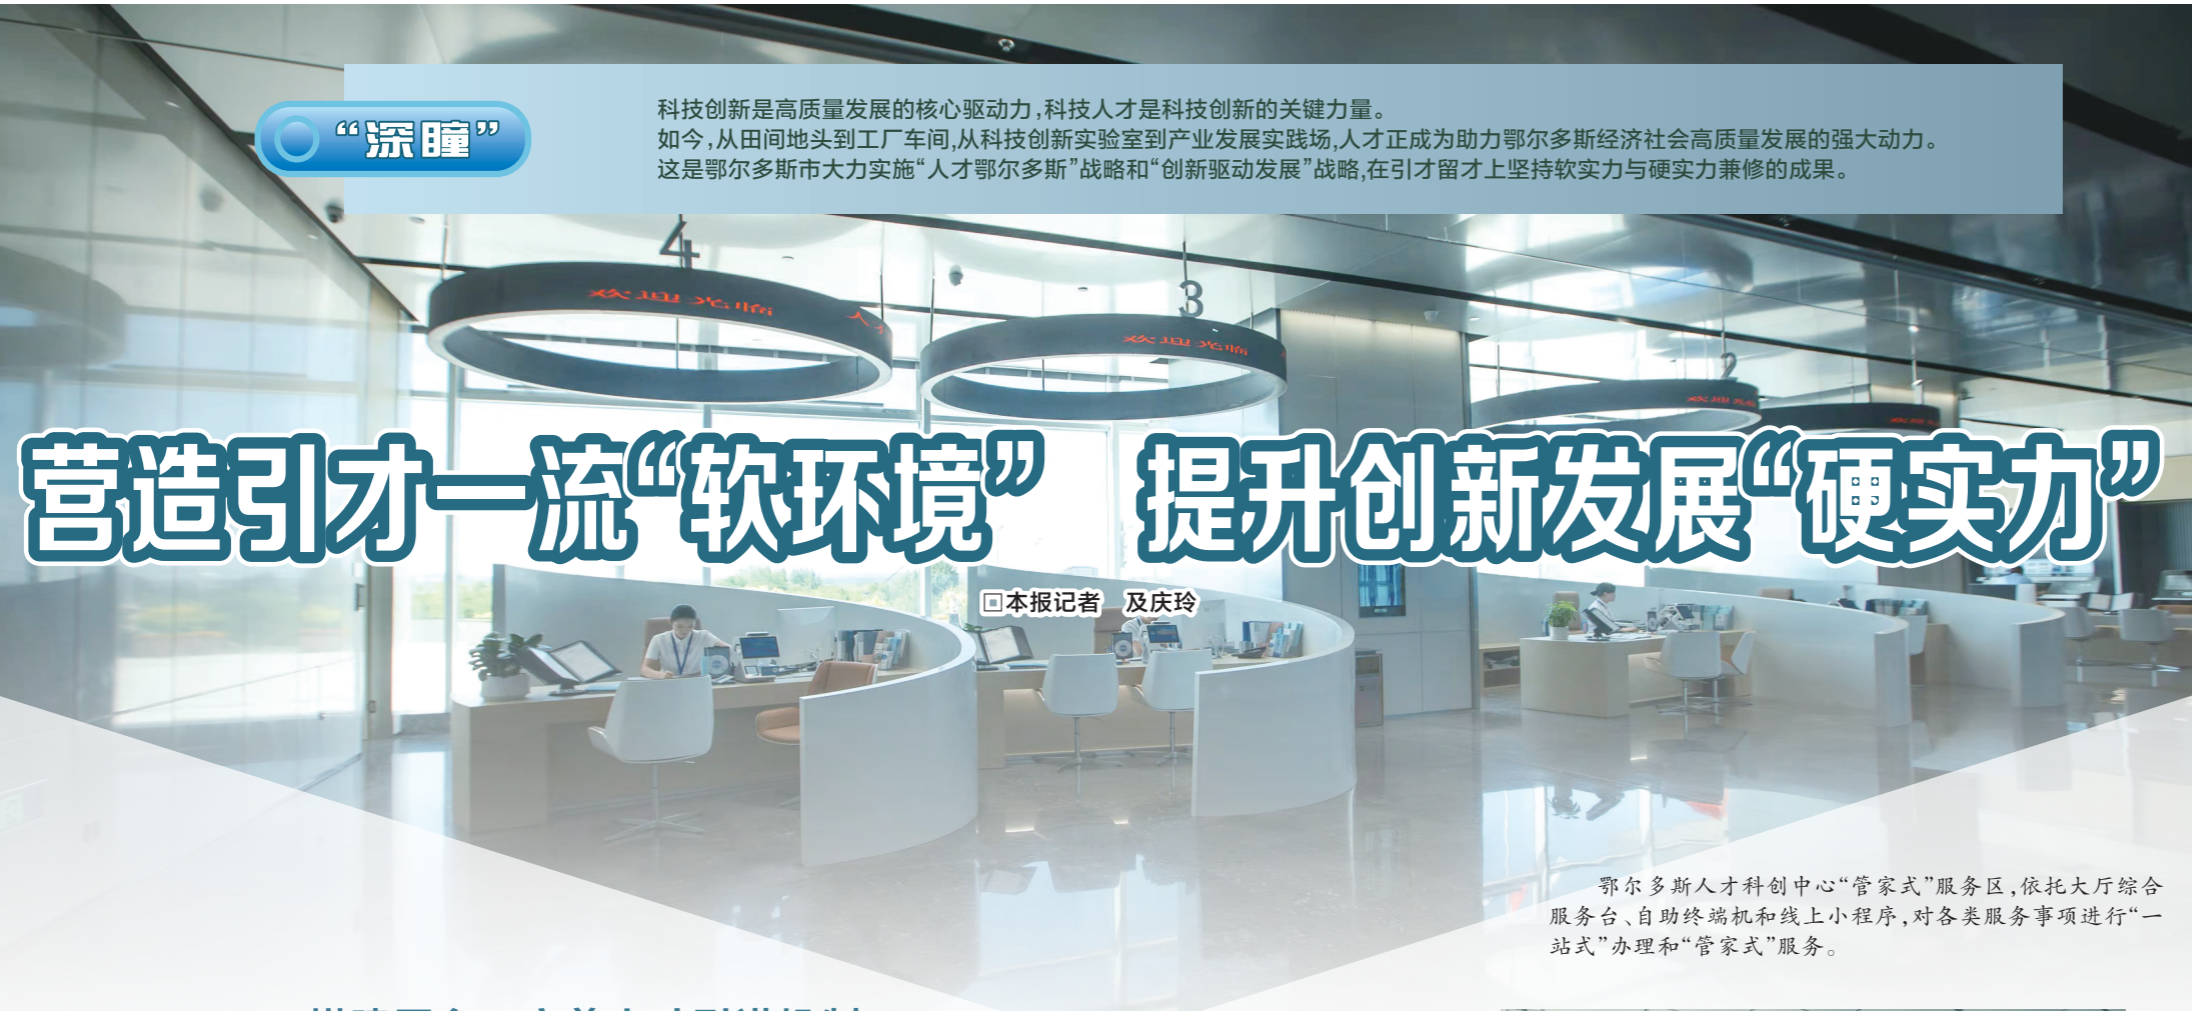 “深瞳”
科技创新是高质量发展的核心驱动力,科技人才是科技创新的关键力量。
如今,从田间地头到工厂车间,从科技创新实验室到产业发展实践场,人才正成为助力鄂尔多斯经济社会高质量发展的强大动力。
这是鄂尔多斯市大力实施“人才鄂尔多斯”战略和“创新驱动发展”战略,在引才留才上坚持软实力与硬实力兼修的成果。
4
3
2
欢迎光临 人
欢迎光临
欢迎光临
营造引才一流“软环境” 提升创新发展“硬实力”
□本报记者 及庆玲
鄂尔多斯人才科创中心“管家式”服务区,依托大厅综合
服务台、自助终端机和线上小程序,对各类服务事项进行“一
站式”办理和“管家式”服务。